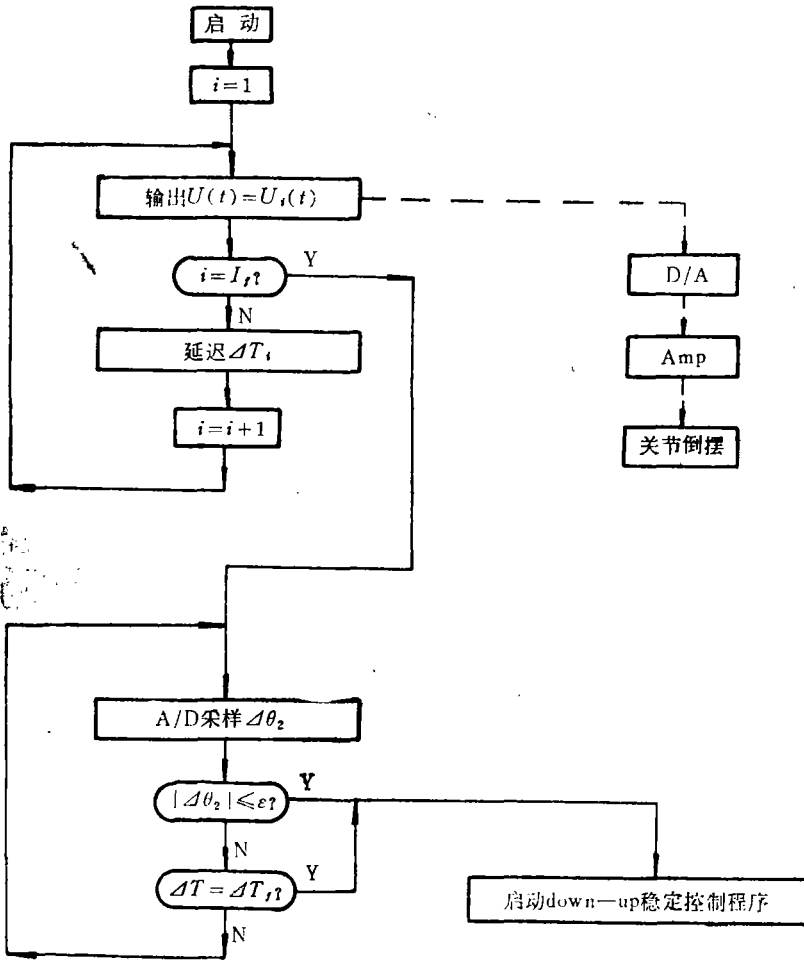 启动
i=1
输出U(t)=U_i(t)
i=I_f?
Y
N
延迟ΔT_i
i=i+1
D/A
Amp
关节倒摆
A/D采样Δθ_2
|Δθ_2|≤ε?
Y
N
ΔT=ΔT_f?
Y
N
启动down—up稳定控制程序